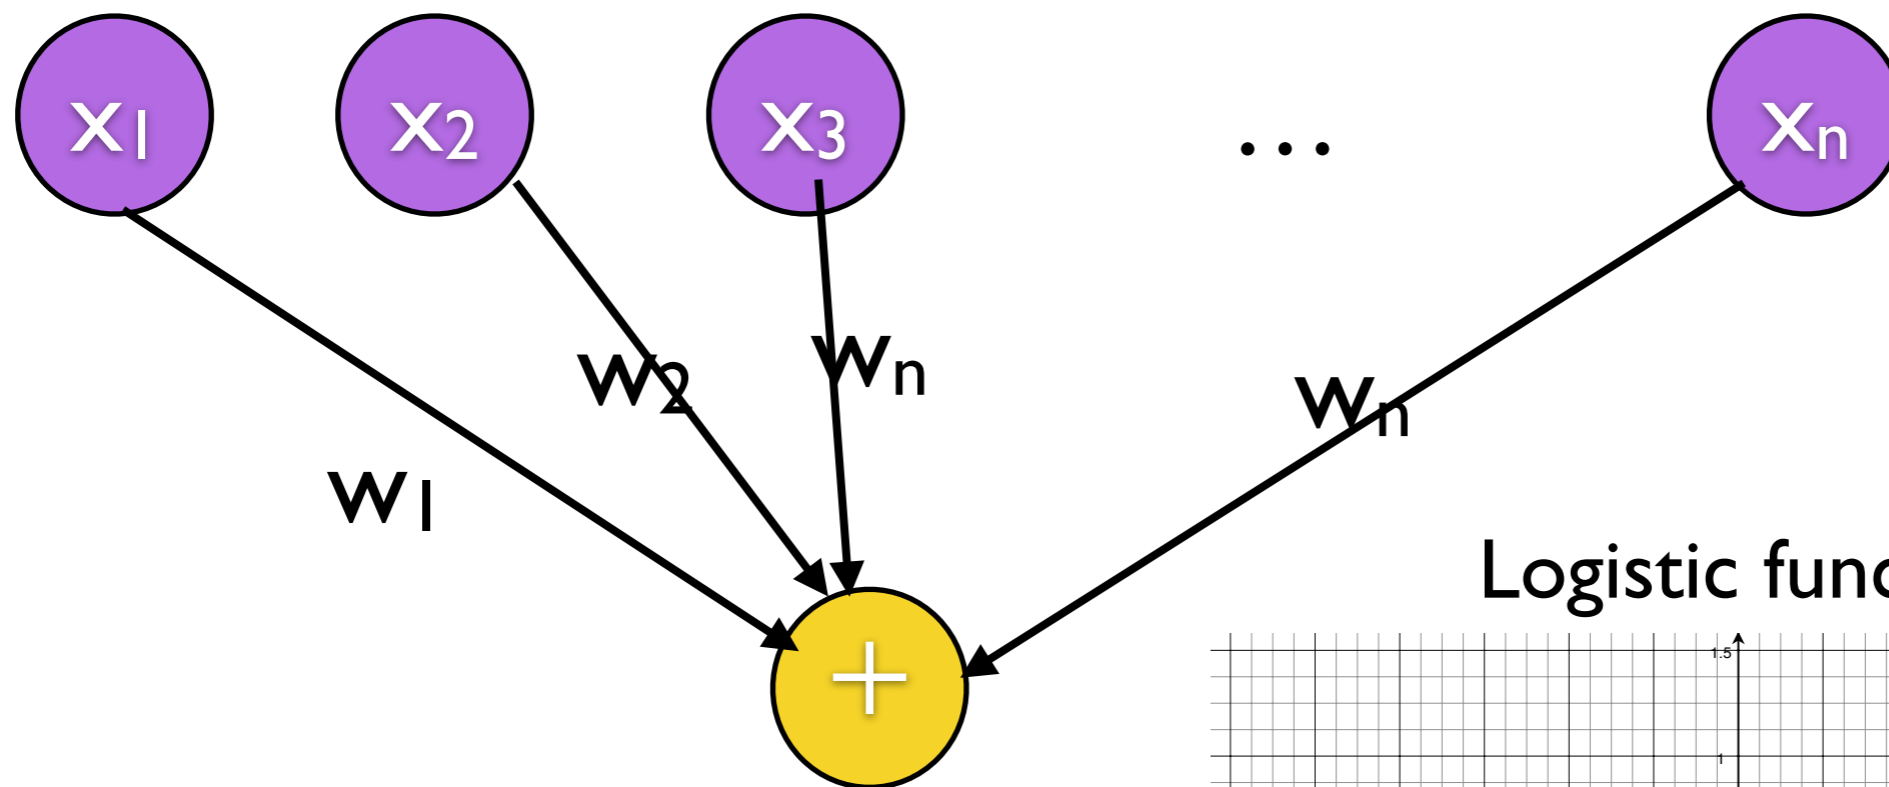 x1 x2 x3 ... xn
w2 wn wn
w1
Logistic func
+
1.5
1